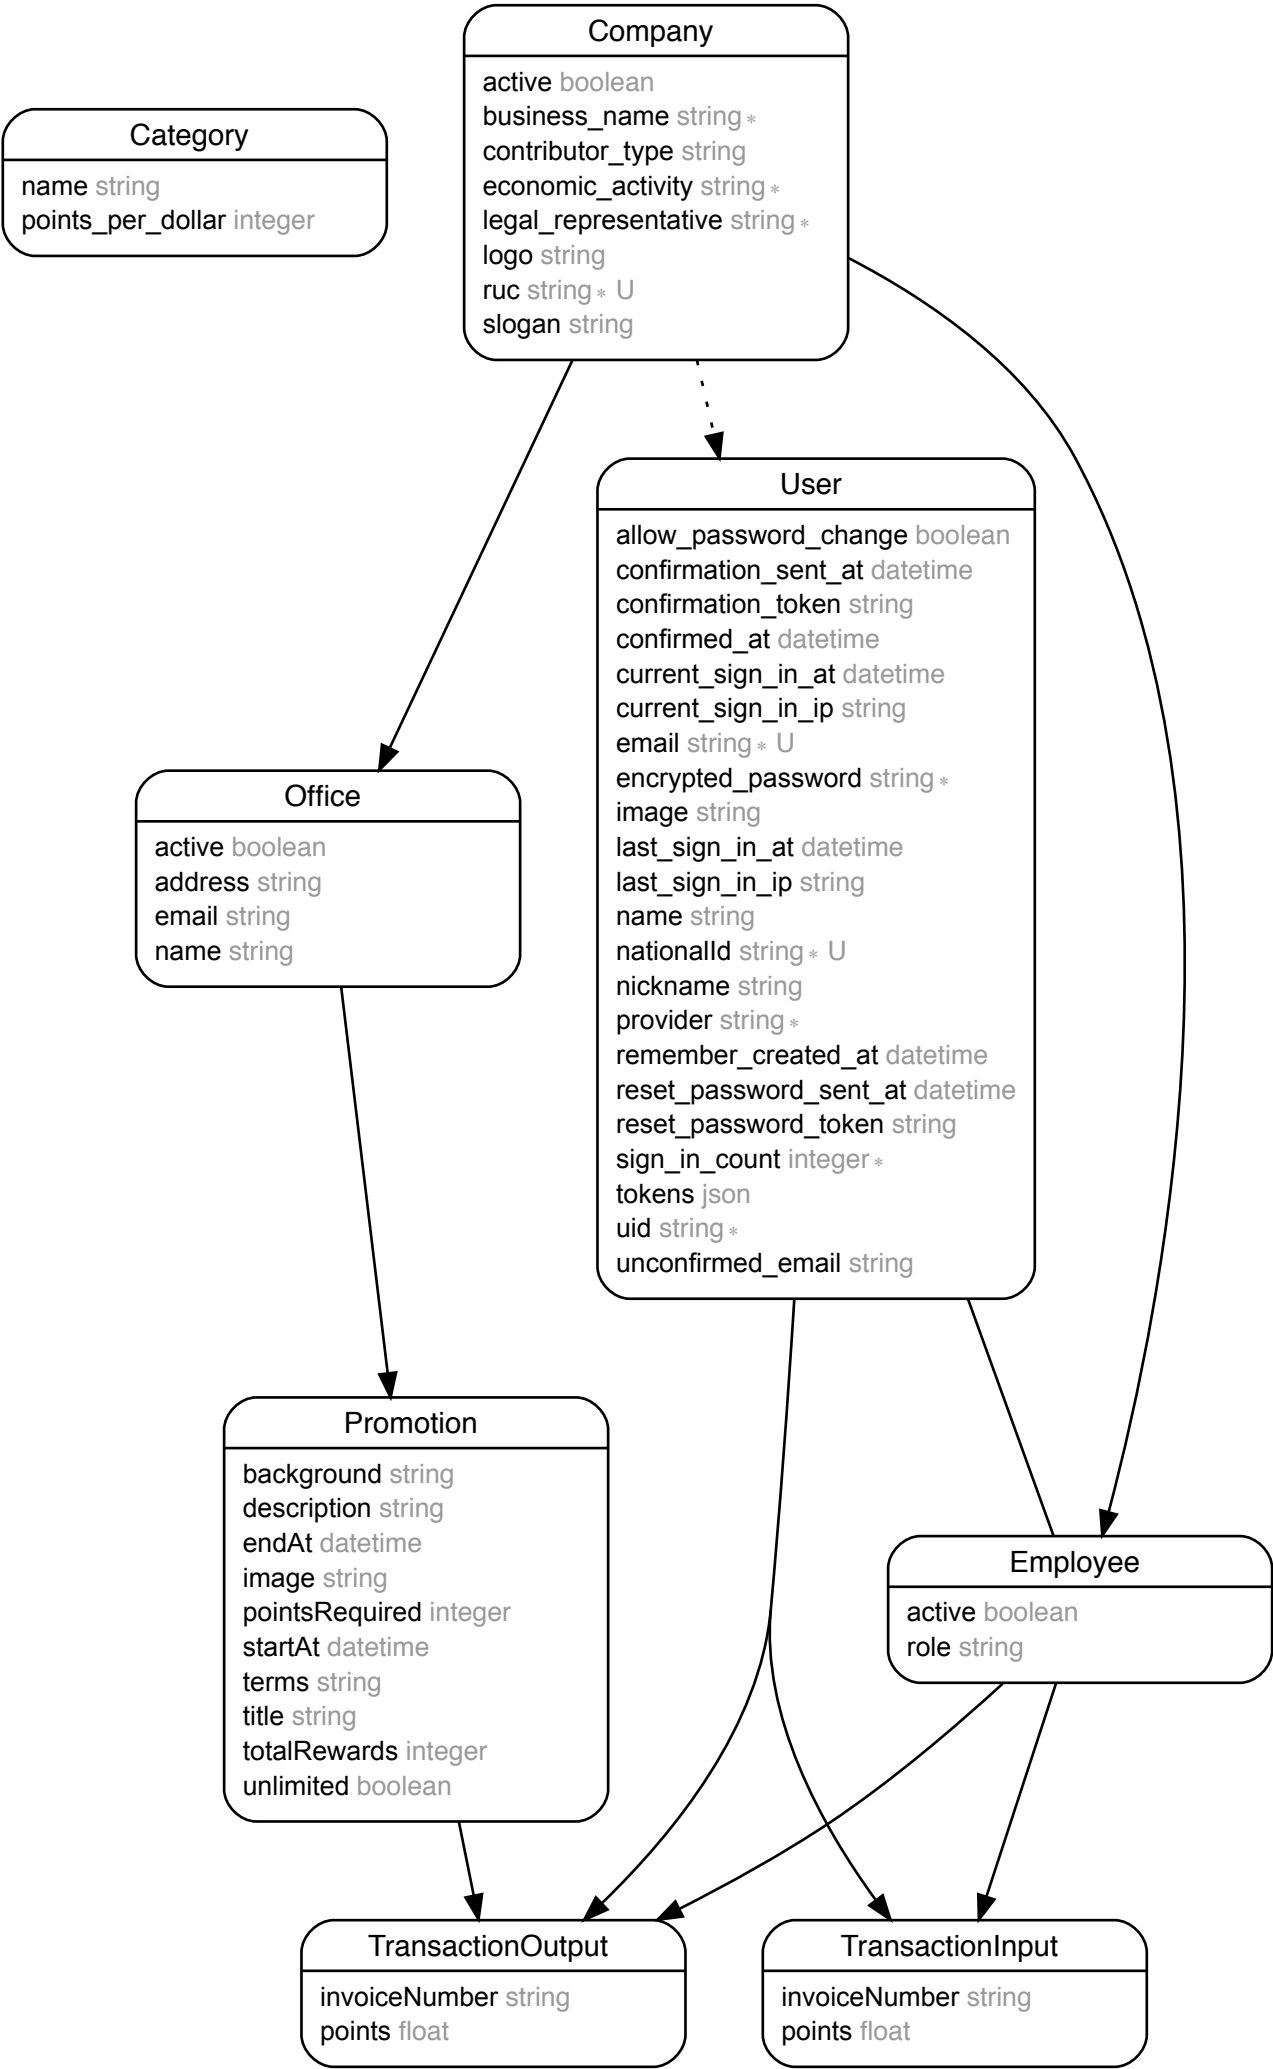 Company
active boolean
business_name string *
contributor_type string
economic_activity string *
legal_representative string *
logo string
ruc string * U
slogan string
Category
name string
points_per_dollar integer
User
allow_password_change boolean
confirmation_sent_at datetime
confirmation_token string
confirmed_at datetime
current_sign_in_at datetime
current_sign_in_ip string
email string * U
encrypted_password string *
image string
last_sign_in_at datetime
last_sign_in_ip string
name string
nationalId string * U
nickname string
provider string *
remember_created_at datetime
reset_password_sent_at datetime
reset_password_token string
sign_in_count integer *
tokens json
uid string *
unconfirmed_email string
Office
active boolean
address string
email string
name string
Promotion
background string
description string
endAt datetime
image string
pointsRequired integer
startAt datetime
terms string
title string
totalRewards integer
unlimited boolean
Employee
active boolean
role string
TransactionOutput
invoiceNumber string
points float
TransactionInput
invoiceNumber string
points float